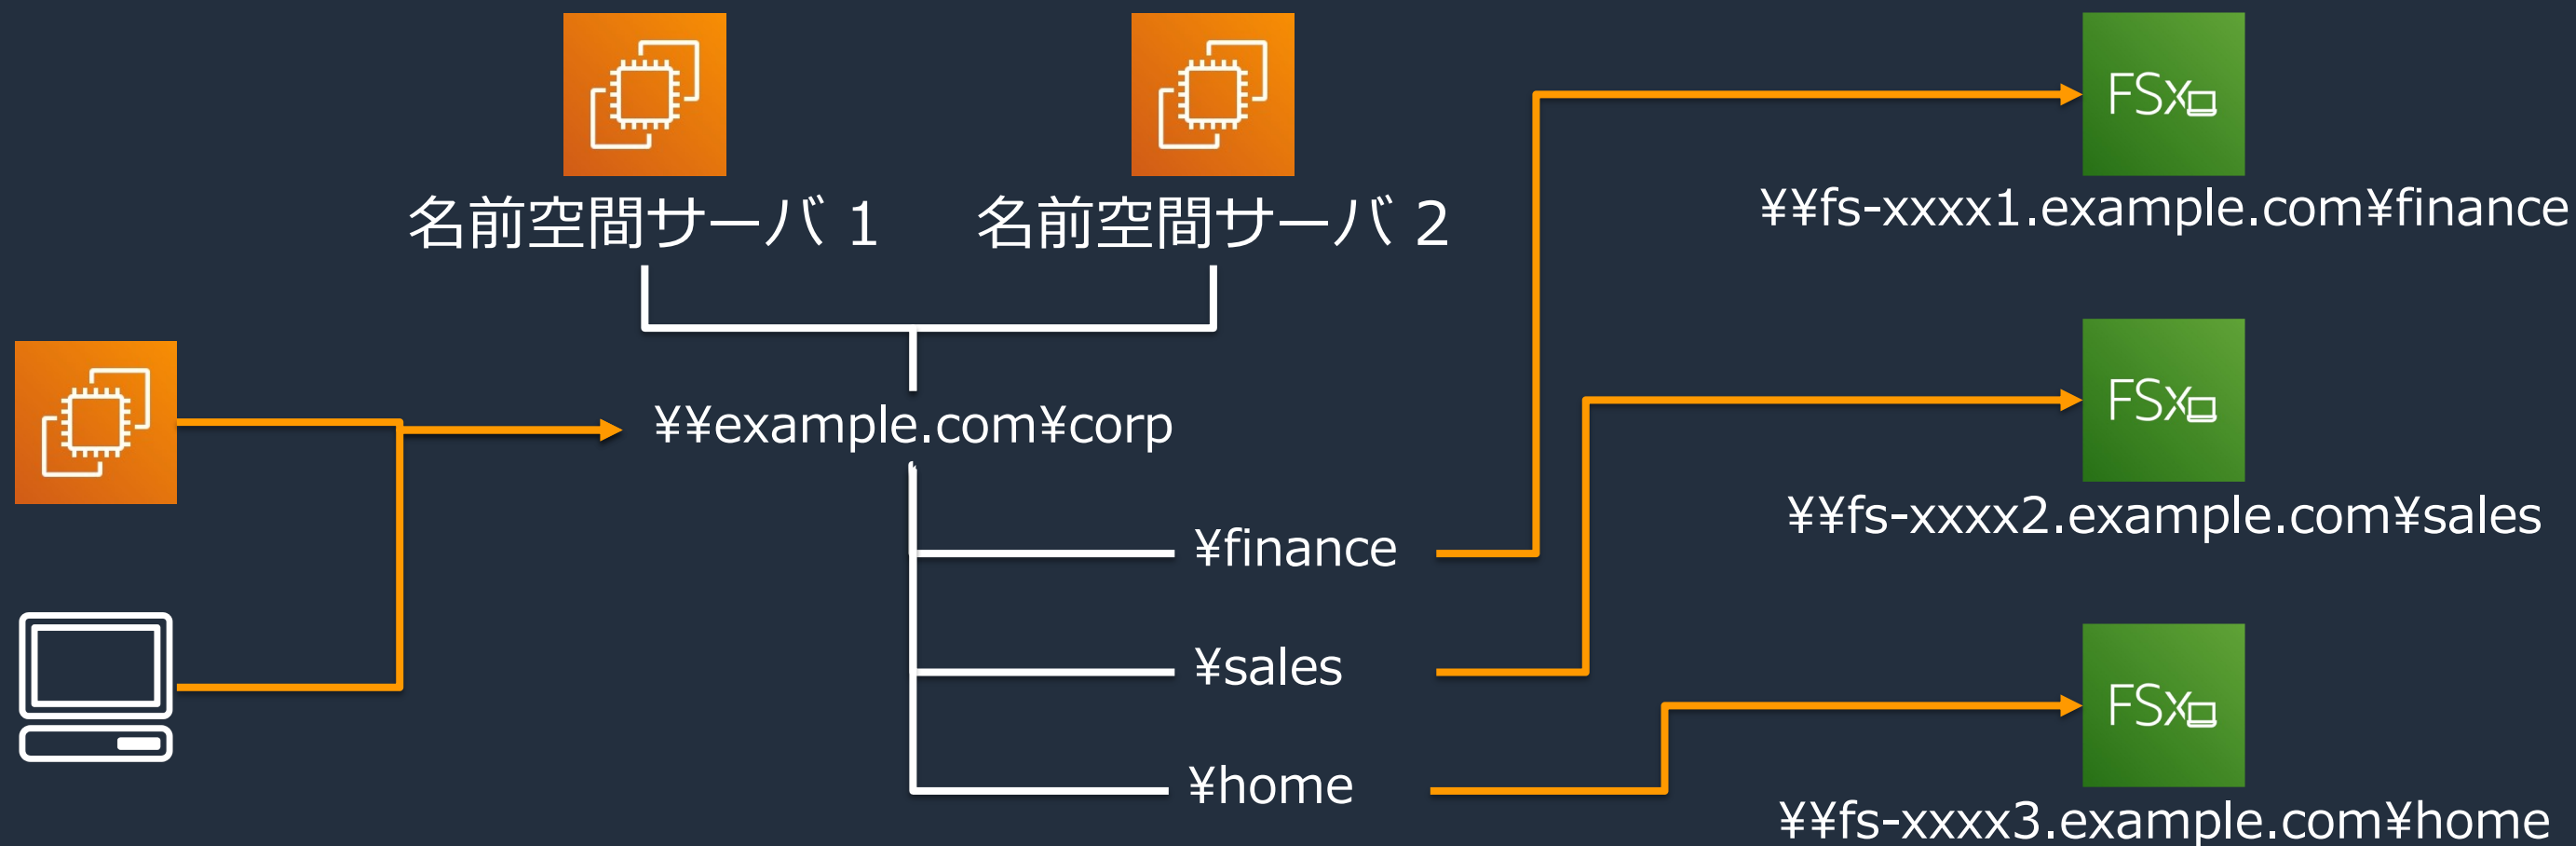 名前空間サーバ 1
名前空間サーバ 2
¥¥example.com¥corp
¥finance
¥sales
¥home
FSx
¥¥fs-xxxx1.example.com¥finance
FSx
¥¥fs-xxxx2.example.com¥sales
FSx
¥¥fs-xxxx3.example.com¥home